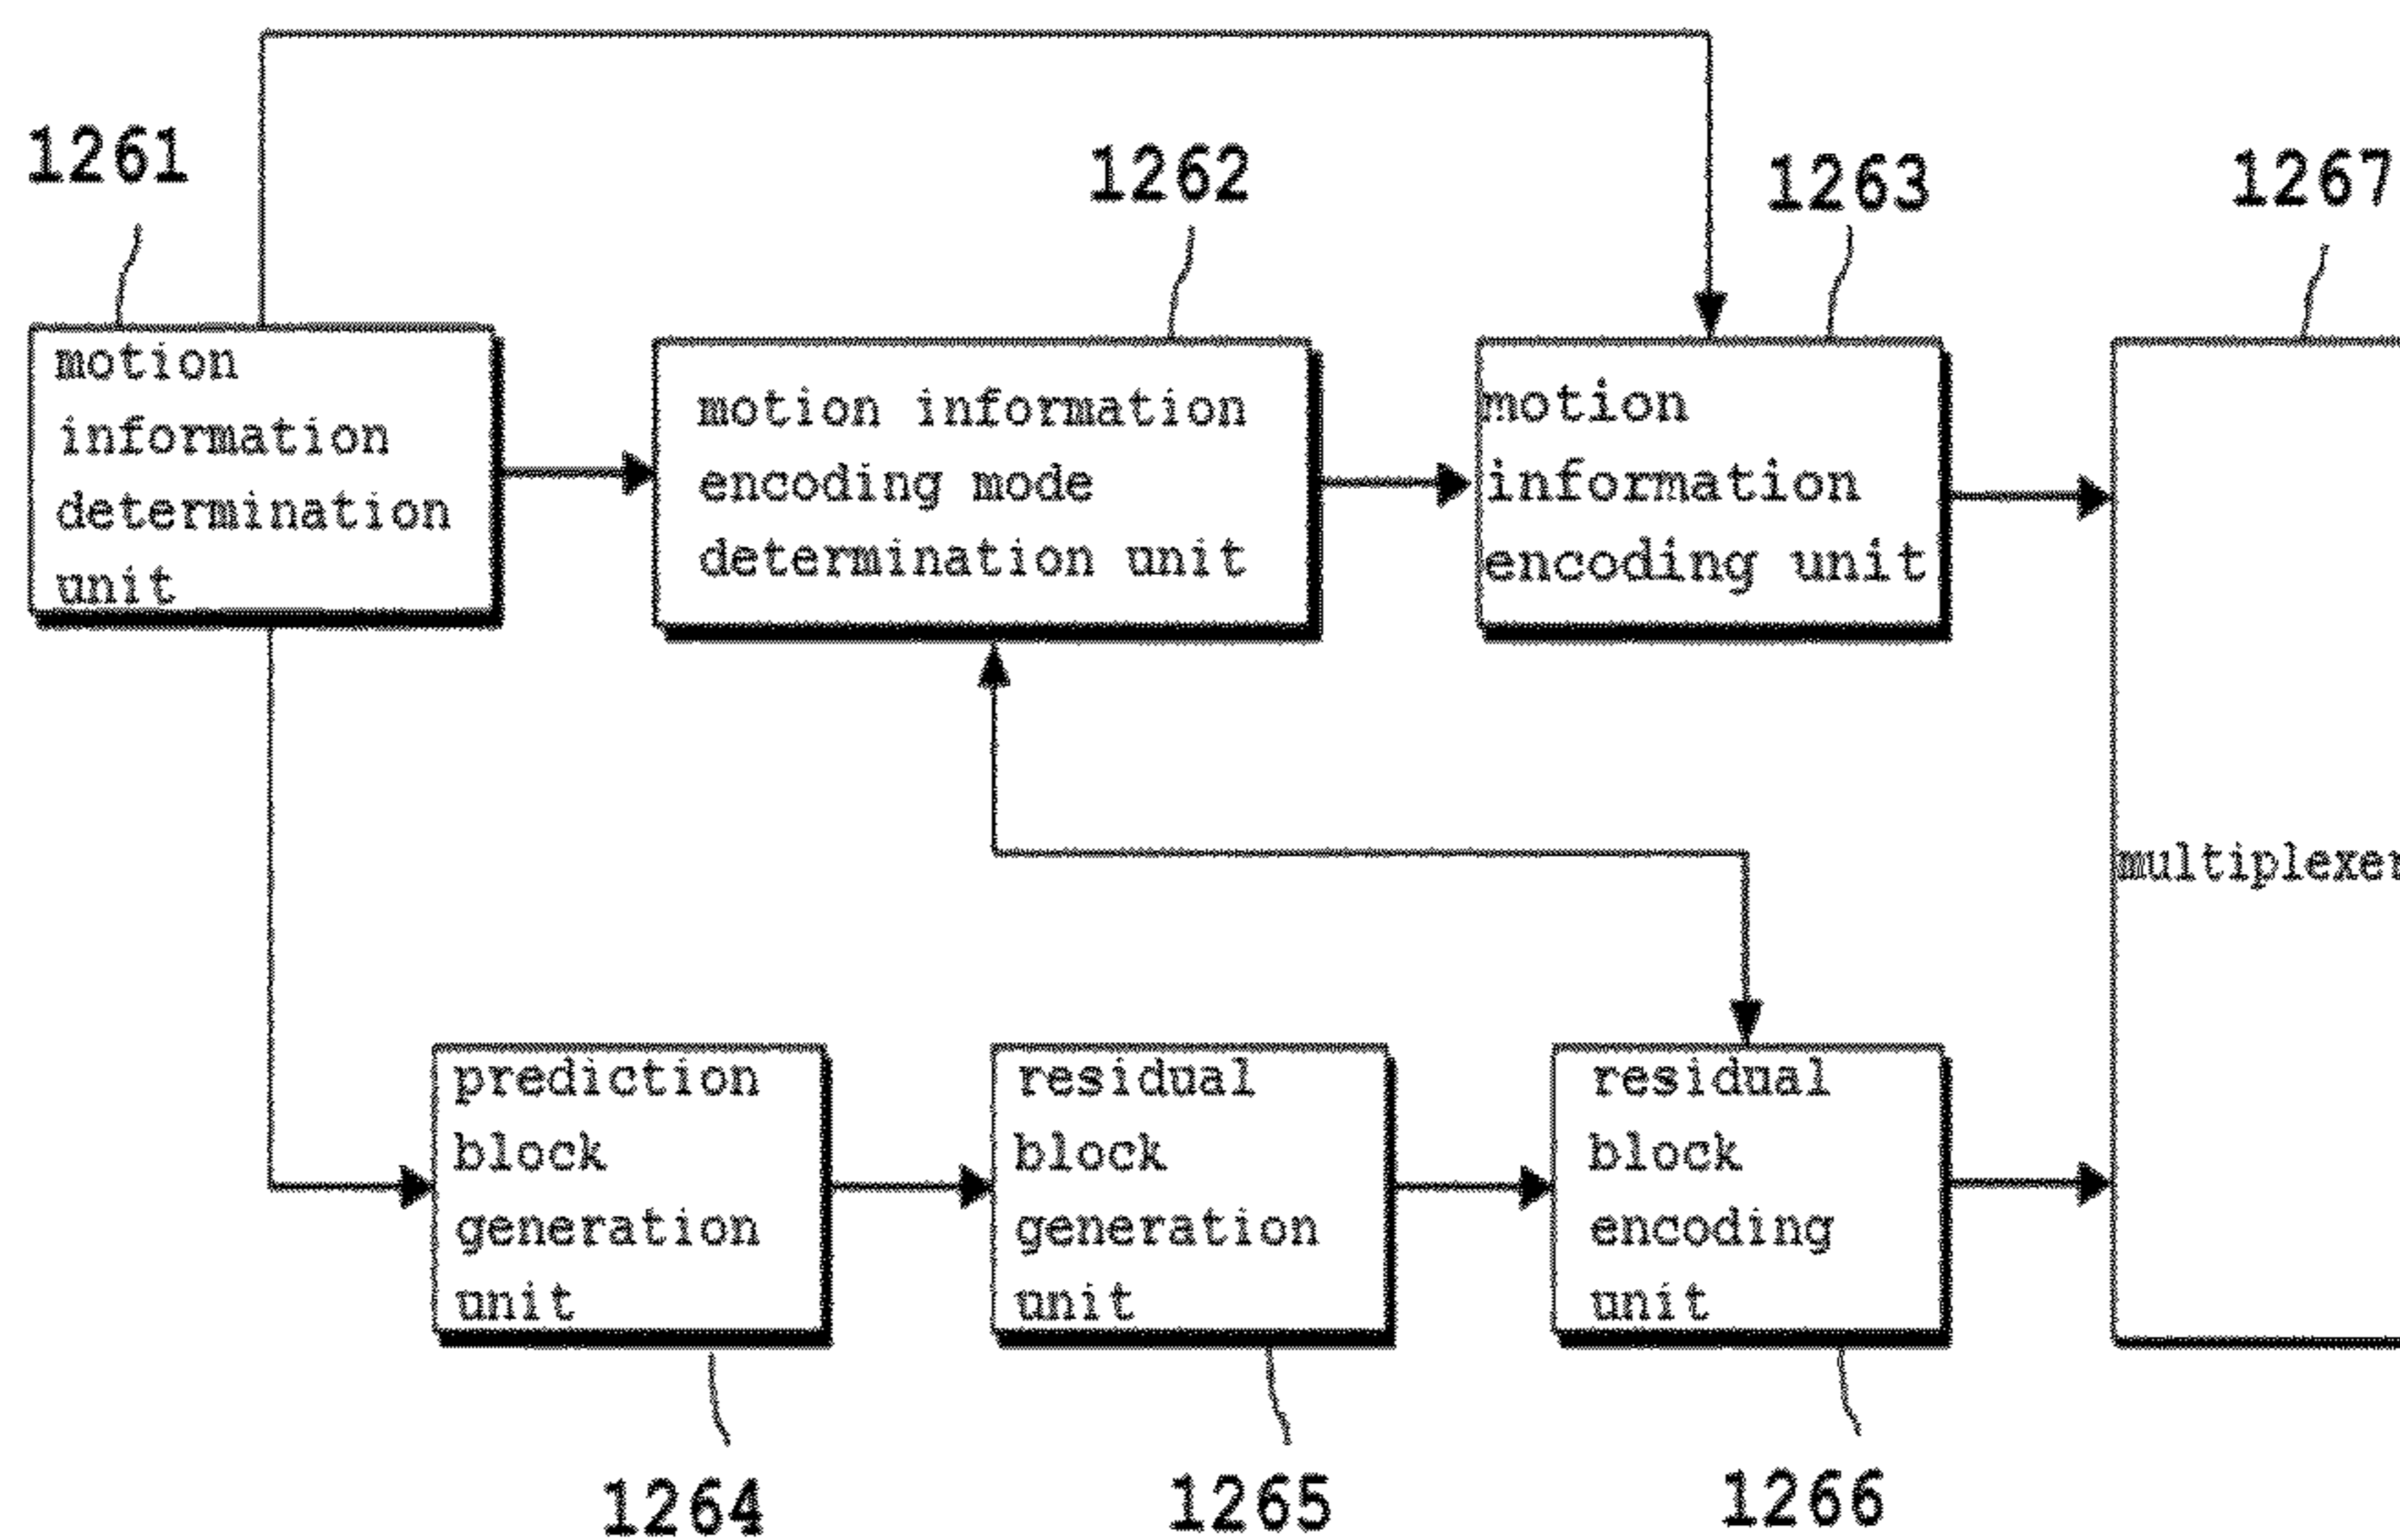 1261
1262
1263
1267
motion
information
determination
unit
motion information
encoding mode
determination unit
motion
information
encoding unit
multiplexer
prediction
block
generation
unit
residual
block
generation
unit
residual
block
encoding
unit
1264
1265
1266